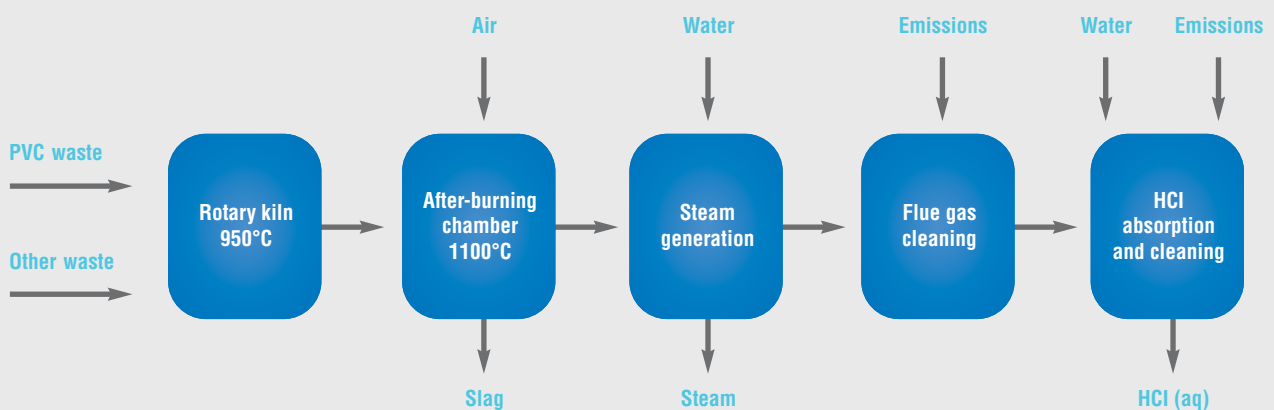 Air
Water
Emissions
Water
Emissions
PVC waste
Other waste
Rotary kiln
950°C
After-burning
chamber
1100°C
Steam
generation
Flue gas
cleaning
HCl
absorption
and cleaning
Slag
Steam
HCl (aq)